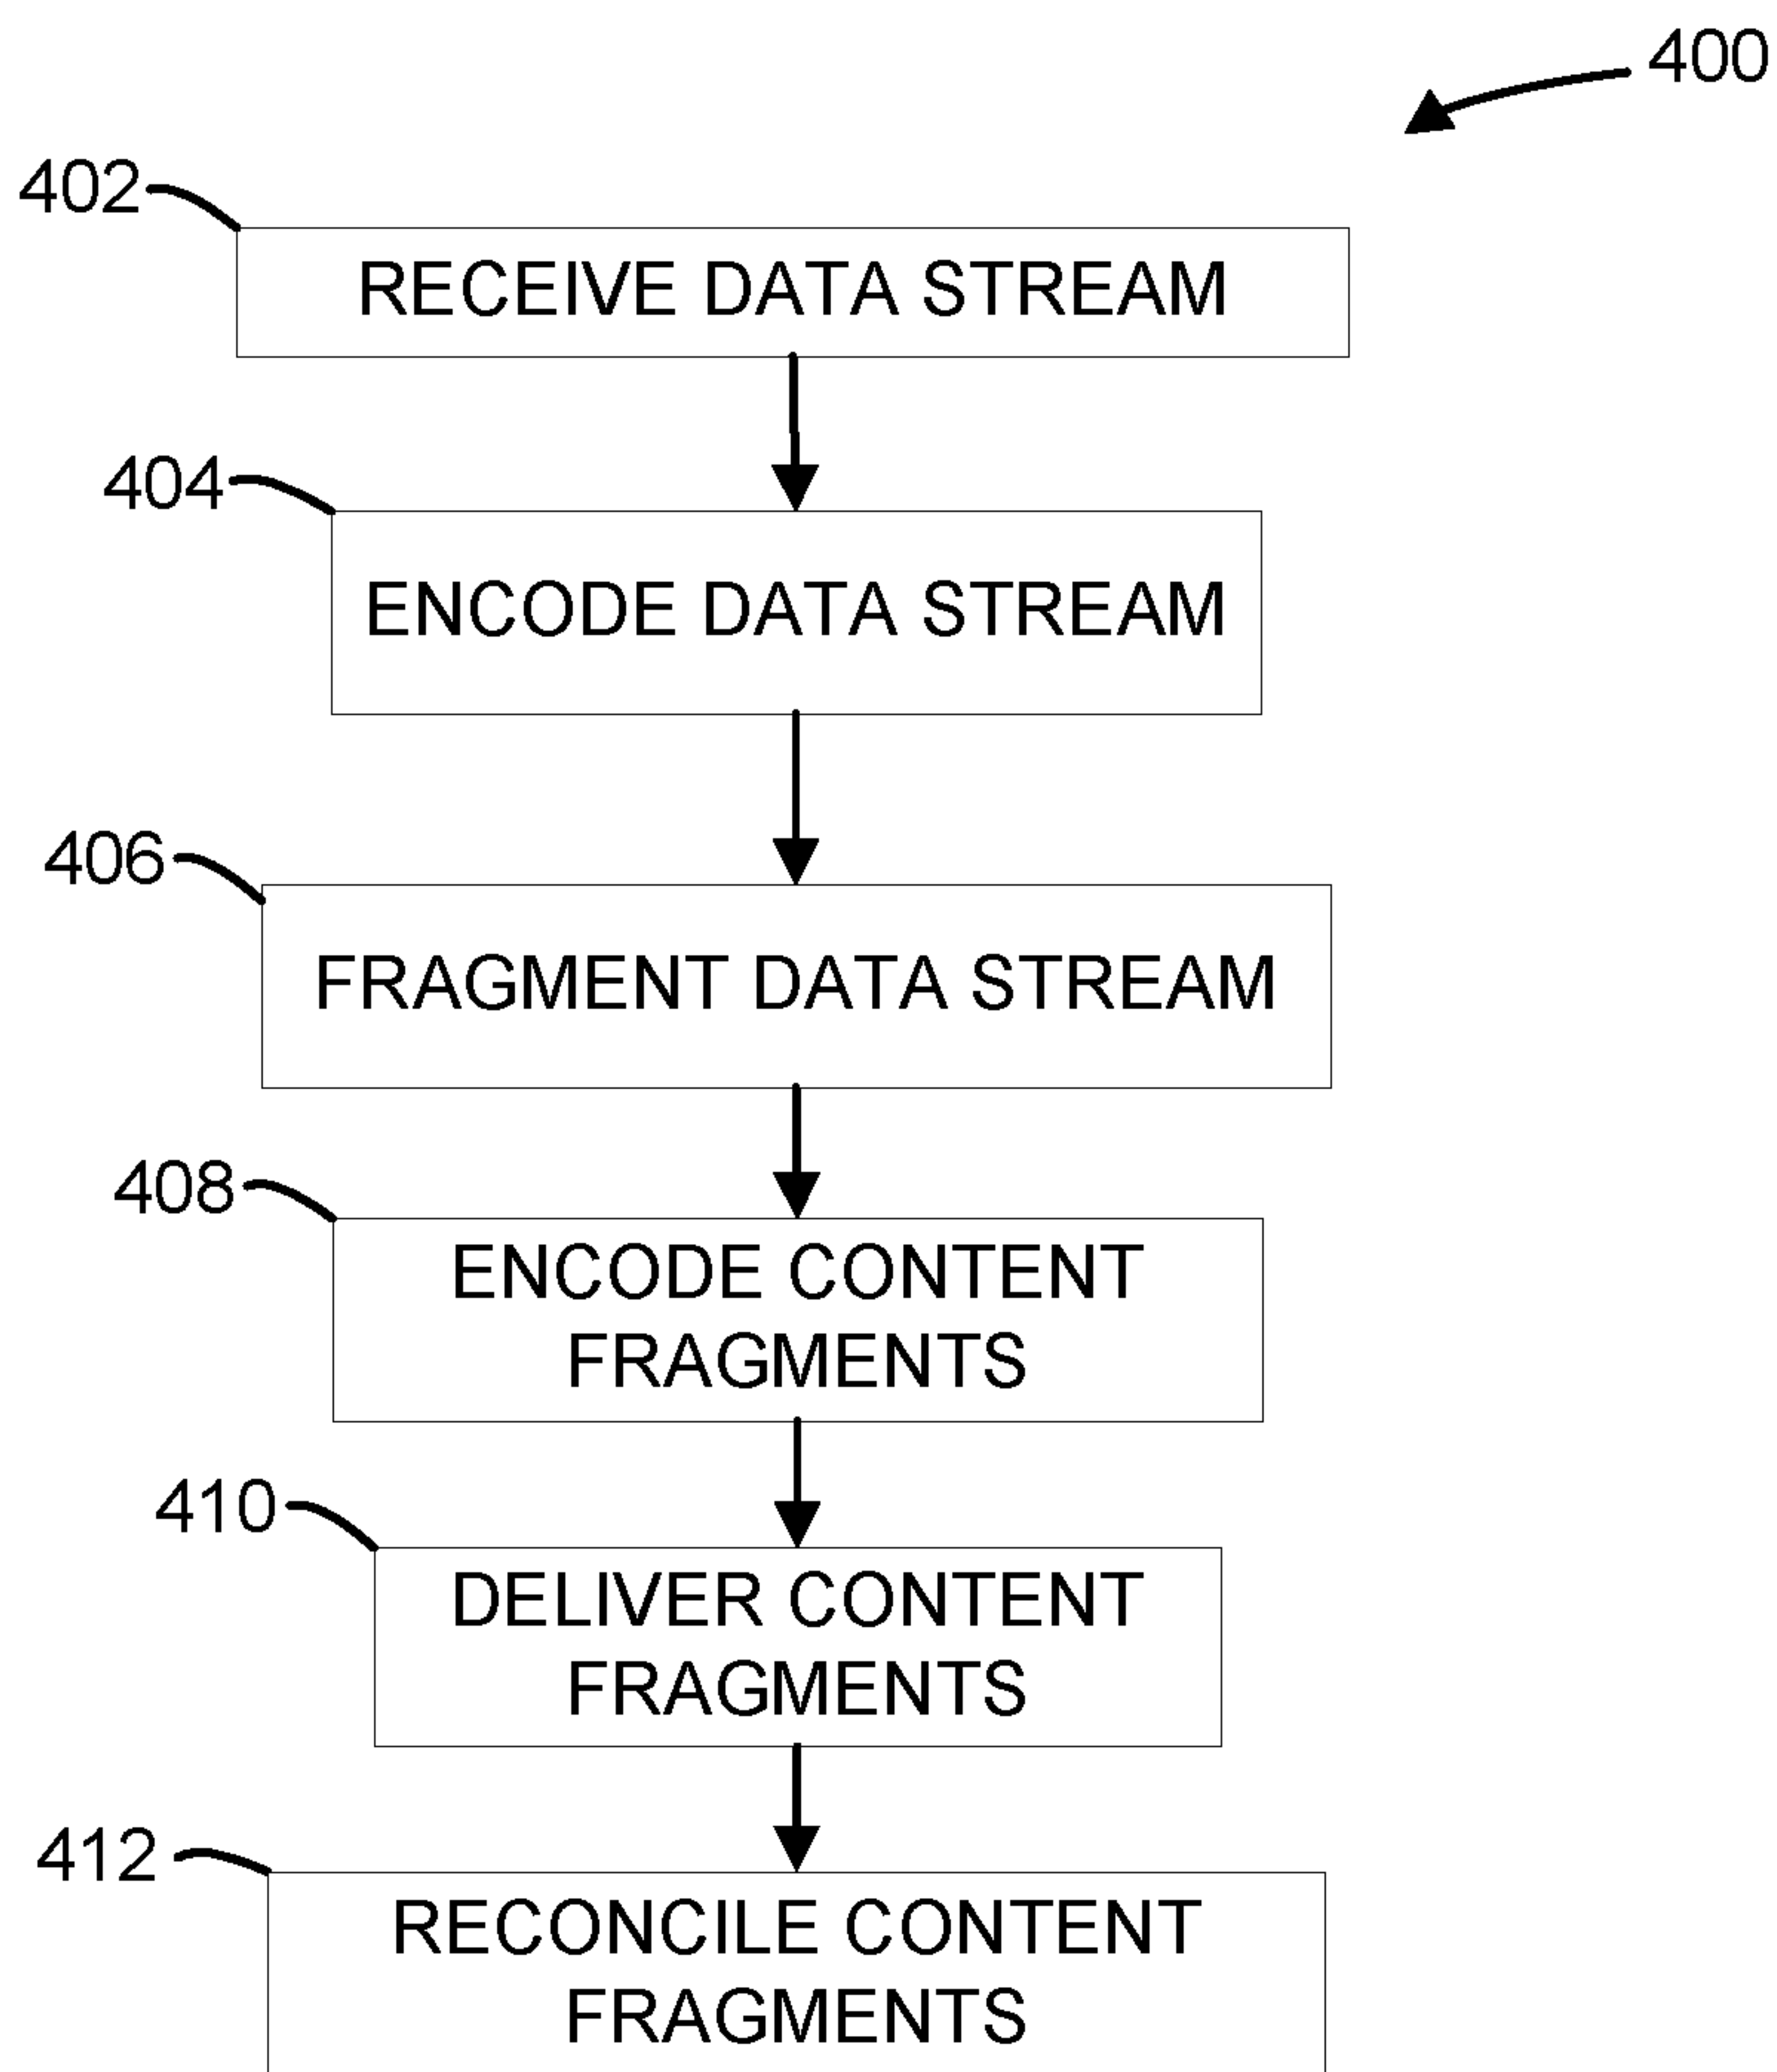 400
402
RECEIVE DATA STREAM
404
ENCODE DATA STREAM
406
FRAGMENT DATA STREAM
408
ENCODE CONTENT
FRAGMENTS
410
DELIVER CONTENT
FRAGMENTS
412
RECONCILE CONTENT
FRAGMENTS